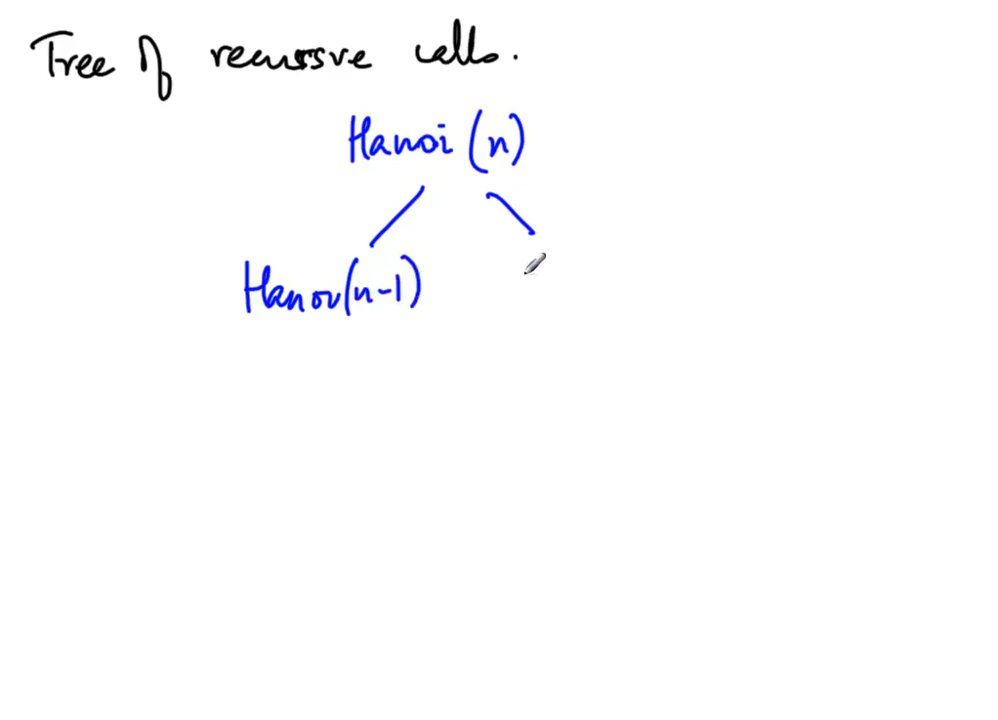 Tree of recursive calls.
Hanoi (n)
Hanoi(n-1)